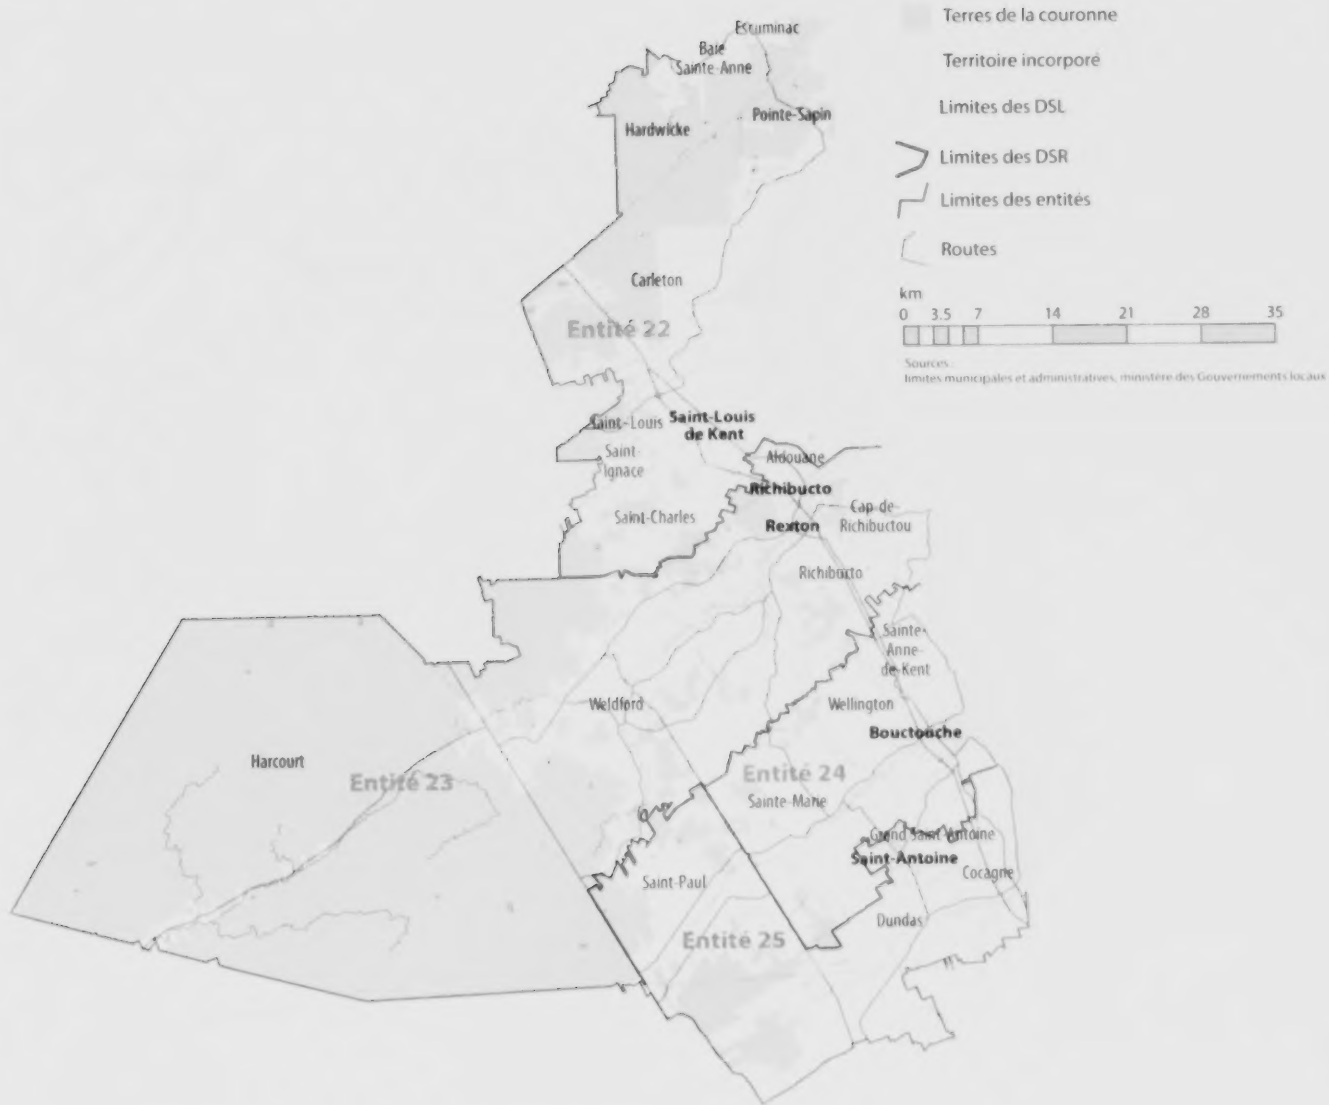 Terres de la couronne
Territoire incorporé
Limites des DSL
Limites des DSR
Limites des entités
Routes
km
0 3.5 7 14 21 28 35
Sources:
limites municipales et administratives, ministère des Gouvernements locaux
Escuminac
Baie
Sainte-Anne
Pointe-Sapin
Hardwicke
Carleton
Entité 22
Saint-Louis
Saint-Louis
de Kent
Saint-
Ignace
Aldouane
Richibucto
Saint-Charles
Rexton
Cap-de-
Richibouctou
Richibucto
Sainte-
Anne-
de-Kent
Weldford
Wellington
Bouctouche
Harcourt
Entité 23
Entité 24
Sainte-Marie
Grand Saint-Antoine
Saint-Antoine
Cocagne
Saint-Paul
Dundas
Entité 25